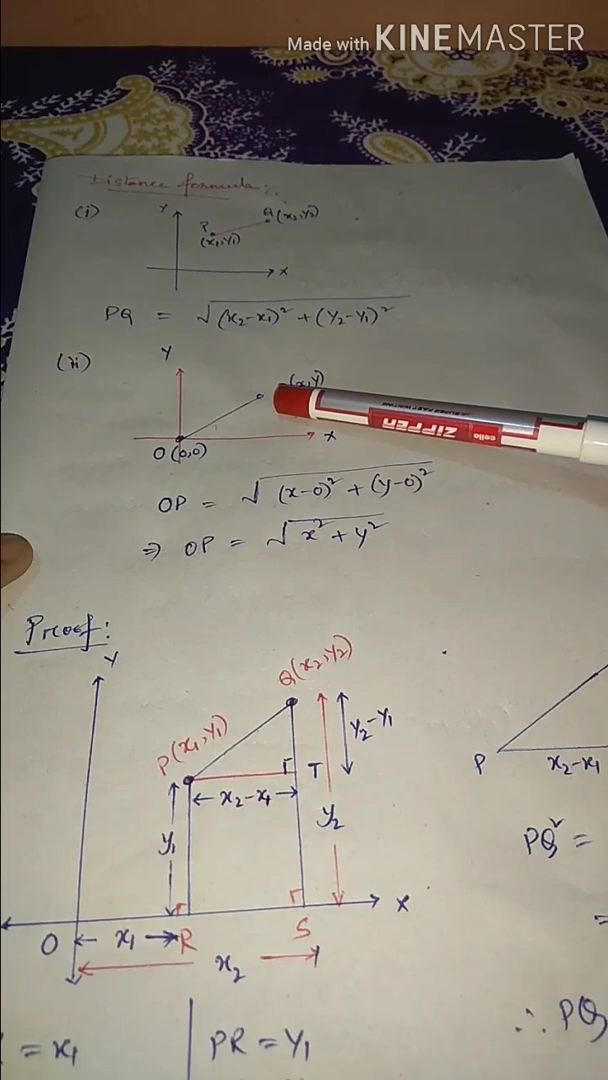 Made with KINEMASTER
Distance formula:
(i)
Y
Q(x₂,y₂)
P
(x₁,y₁)
X
PQ = √(x₂-x₁)² + (y₂-y₁)²
(ii)
Y
(x,y)
O(0,0)
X
cello
ZIPPER
OP = √(x-0)² + (y-0)²
⇒ OP = √x² + y²
Proof:
Y
Q(x₂,y₂)
P(x₁,y₁)
y₂-y₁
T
x₂-x₁
y₁
y₂
P
x₂-x₁
PQ² =
=
X
O
x₁
R
S
x₂
∴ PQ
= x₁
PR = y₁